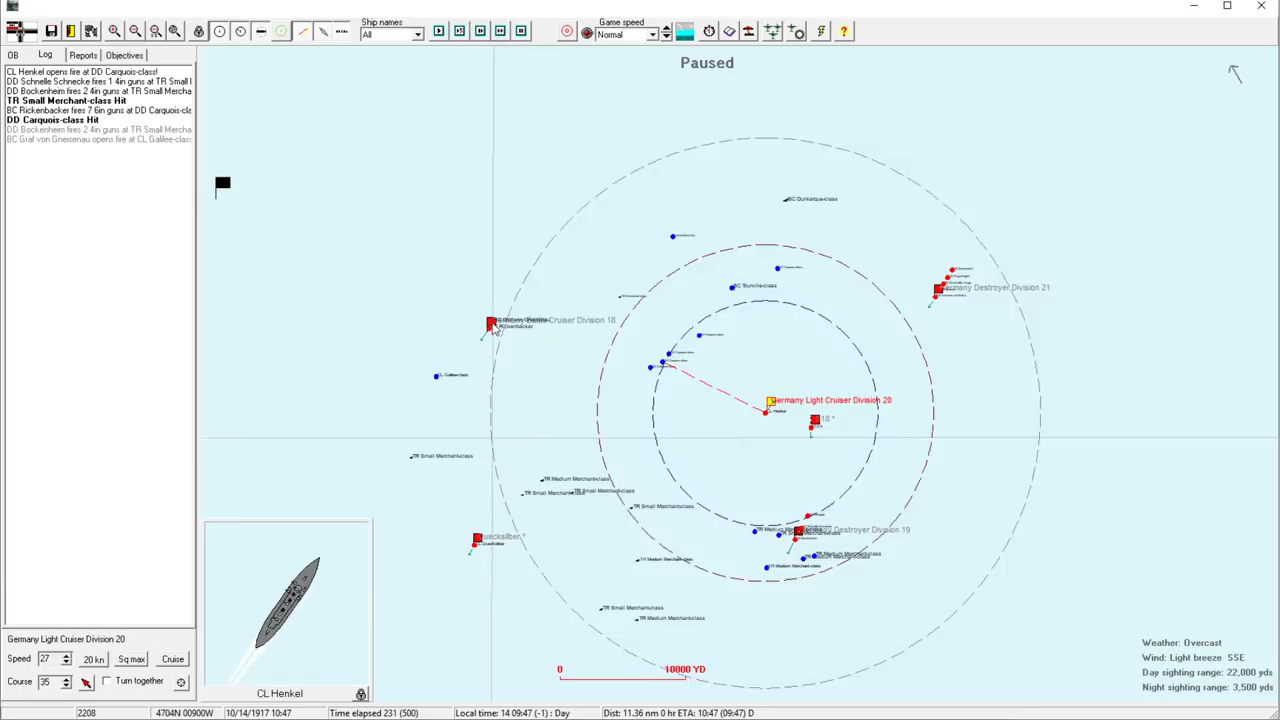 Ship names
Game speed
All
Normal
OB
Log
Reports
Objectives
Paused
CL Henkel opens fire at DD Carquois-class!
DD Schnelle Schnecke fires 1 4in guns at TR Small
DD Bockenheim fires 2 4in guns at TR Small Mercha
TR Small Merchant-class Hit
BC Rickenbacker fires 7 6in guns at DD Carquois-cla
DD Carquois-class Hit
DD Bockenheim fires 2 4in guns at TR Small Mercha
BC Graf von Gneisenau opens fire at CL Galilee-class
BC Dunkerque-class
BC Tourville-class
Germany Destroyer Division 21
Cruiser Division 18
Rickenbacker
CL Galilee-class
Germany Light Cruiser Division 20
CL Henkel
18 *
TR Small Merchant-class
TR Medium Merchant-class
TR Small Merchant-class
TR Small Merchant-class
TR Small Merchant-class
Destroyer Division 19
TR Medium Merchant-class
TR Medium Merchant-class
TR Medium Merchant-class
TR Medium Merchant-class
TR Small Merchant-class
TR Medium Merchant-class
uecksilber *
0 10000 YD
Weather: Overcast
Wind: Light breeze SSE
Day sighting range: 22,000 yds
Night sighting range: 3,500 yds
Germany Light Cruiser Division 20
Speed 27 20 kn Sq max Cruise
Course 35 Turn together
CL Henkel
2208
4704N 00900W
10/14/1917 10:47
Time elapsed 231 (500)
Local time 14 09:47 (-1) : Day
Dist: 11.36 nm 0 hr ETA: 10:47 (09:47) D